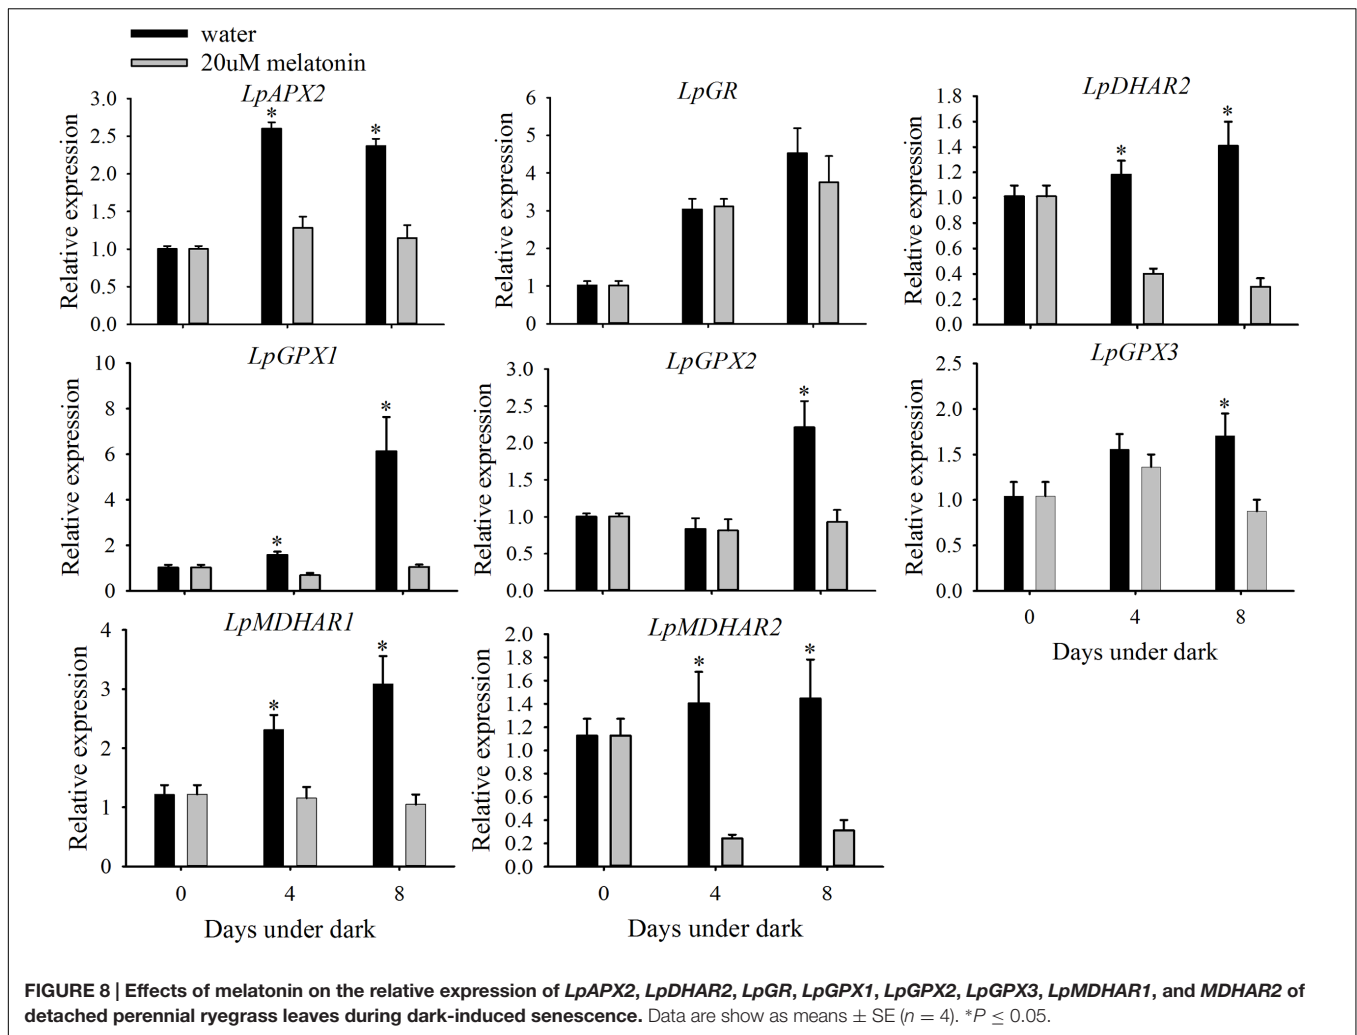 water
20uM melatonin
LpAPX2
Relative expression
3.0
2.5
2.0
1.5
1.0
0.5
0.0
*
*
LpGR
Relative expression
6
5
4
3
2
1
0
LpDHAR2
Relative expression
1.8
1.6
1.4
1.2
1.0
0.8
0.6
0.4
0.2
0.0
*
*
LpGPX1
Relative expression
10
8
6
4
2
0
*
*
LpGPX2
Relative expression
3.0
2.5
2.0
1.5
1.0
0.5
0.0
*
LpGPX3
Relative expression
2.5
2.0
1.5
1.0
0.5
0.0
*
0 4 8
Days under dark
LpMDHAR1
Relative expression
4
3
2
1
0
*
*
0 4 8
Days under dark
LpMDHAR2
Relative expression
2.0
1.8
1.6
1.4
1.2
1.0
0.8
0.6
0.4
0.2
0.0
*
*
0 4 8
Days under dark
FIGURE 8 | Effects of melatonin on the relative expression of LpAPX2, LpDHAR2, LpGR, LpGPX1, LpGPX2, LpGPX3, LpMDHAR1, and MDHAR2 of
detached perennial ryegrass leaves during dark-induced senescence. Data are show as means ± SE (n = 4). *P ≤ 0.05.